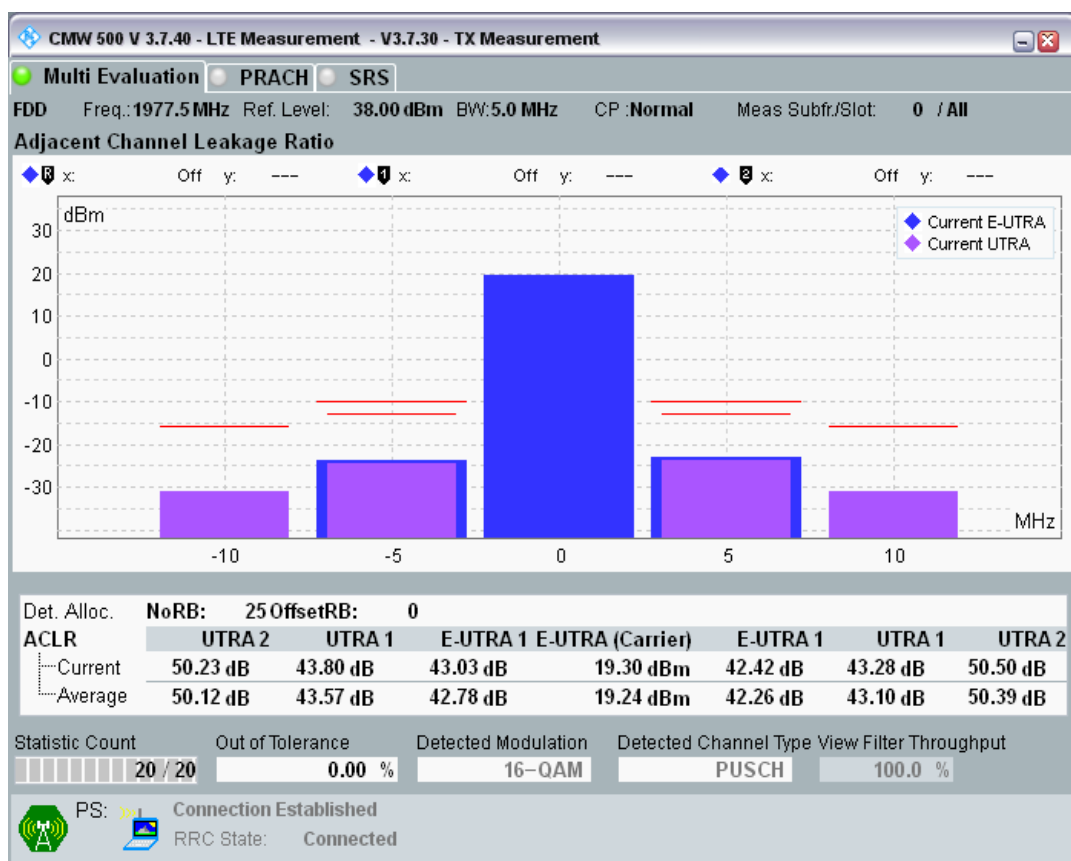 CMW 500 V 3.7.40 - LTE Measurement - V3.7.30 - TX Measurement
Multi Evaluation PRACH SRS
FDD Freq.: 1977.5 MHz Ref. Level: 38.00 dBm BW: 5.0 MHz CP : Normal Meas Subfr./Slot: 0 / All
Adjacent Channel Leakage Ratio
R x: Off y: --- 1 x: Off y: --- 2 x: Off y: ---
dBm
Current E-UTRA
Current UTRA
30
20
10
0
-10
-20
-30
MHz
-10 -5 0 5 10
Det. Alloc. NoRB: 25 OffsetRB: 0
ACLR UTRA 2 UTRA 1 E-UTRA 1 E-UTRA (Carrier) E-UTRA 1 UTRA 1 UTRA 2
Current 50.23 dB 43.80 dB 43.03 dB 19.30 dBm 42.42 dB 43.28 dB 50.50 dB
Average 50.12 dB 43.57 dB 42.78 dB 19.24 dBm 42.26 dB 43.10 dB 50.39 dB
Statistic Count Out of Tolerance Detected Modulation Detected Channel Type View Filter Throughput
20 / 20 0.00 % 16-QAM PUSCH 100.0 %
PS: Connection Established
RRC State: Connected